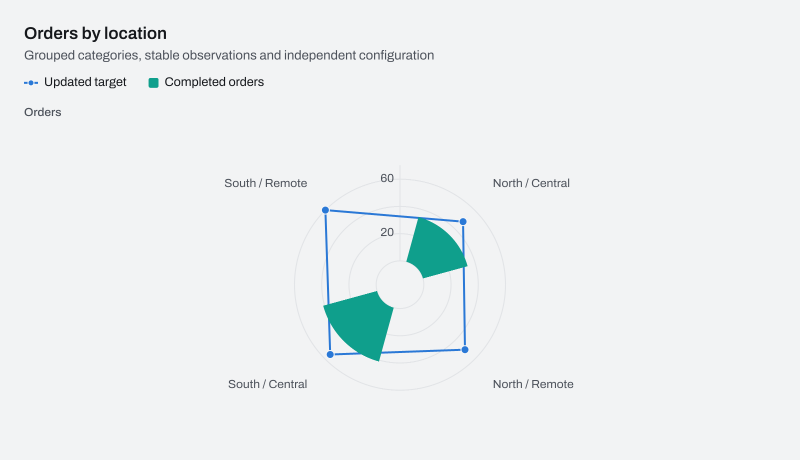 Orders by location
Grouped categories, stable observations and independent configuration
Updated target
Completed orders
Orders
South / Remote
60
North / Central
20
South / Central
North / Remote